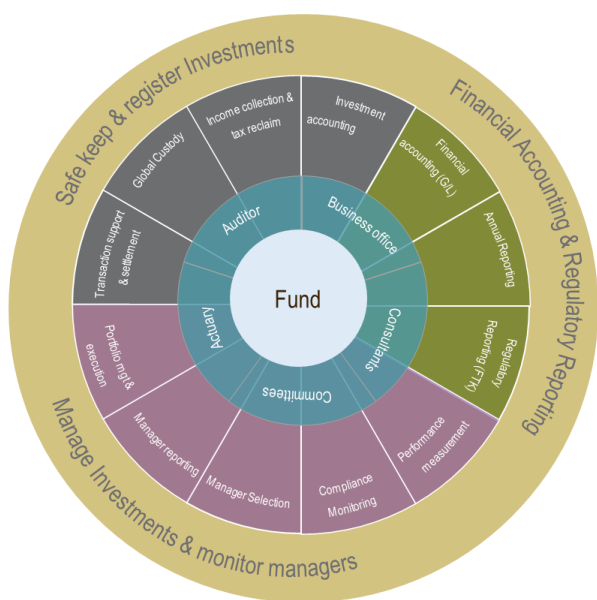 Safe keep & register Investments
Financial Accounting & Regulatory Reporting
Manage Investments & monitor managers
Income collection &
tax reclaim
Investment
accounting
Financial
accounting (G/L)
Annual Reporting
Regulatory
Reporting (FTK)
Performance
measurement
Compliance
Monitoring
Manager Selection
Manager reporting
Portfolio mgt &
execution
Transaction support
& settlement
Global Custody
Auditor
Business office
Consultants
Committees
Actuary
Fund